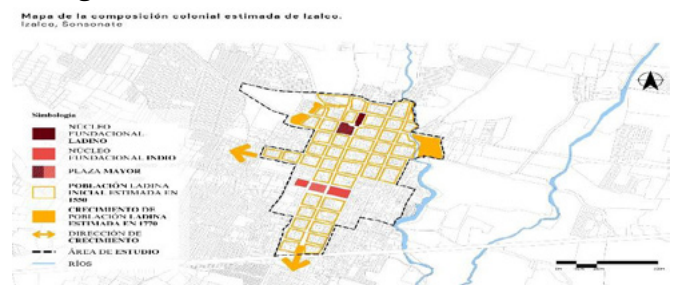 Mapa de la composición colonial estimada de Izalco.
Izalco, Sonsonate
Simbología
NÚCLEO
FUNDACIONAL
LADINO
NÚCLEO
FUNDACIONAL INDIO
PLAZA MAYOR
POBLACIÓN LADINA
INICIAL ESTIMADA EN
1550
CRECIMIENTO DE
POBLACIÓN LADINA
ESTIMADA EN 1770
DIRECCIÓN DE
CRECIMIENTO
ÁREA DE ESTUDIO
RÍOS